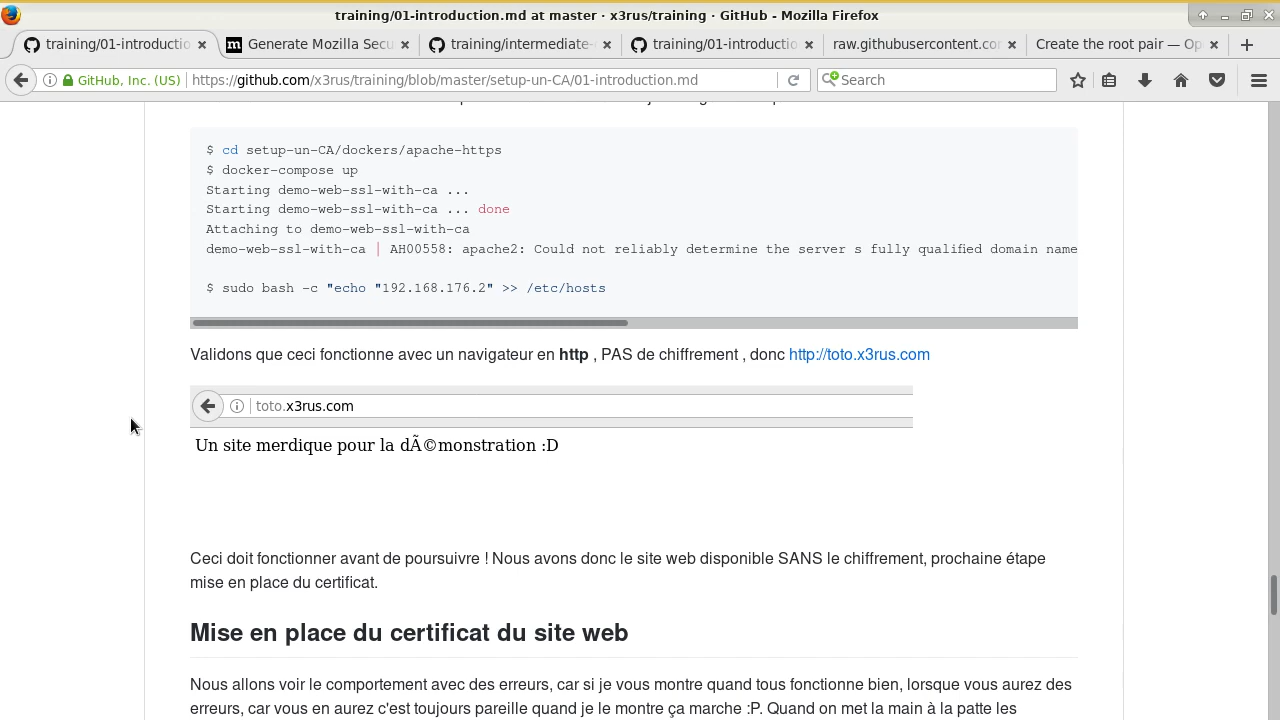 training/01-introduction.md at master · x3rus/training · GitHub - Mozilla Firefox
training/01-introductio
Generate Mozilla Secu
training/intermediate-
training/01-introductio
raw.githubusercontent.co
Create the root pair — Op
GitHub, Inc. (US)
https://github.com/x3rus/training/blob/master/setup-un-CA/01-introduction.md
Search
$ cd setup-un-CA/dockers/apache-https
$ docker-compose up
Starting demo-web-ssl-with-ca ...
Starting demo-web-ssl-with-ca ... done
Attaching to demo-web-ssl-with-ca
demo-web-ssl-with-ca | AH00558: apache2: Could not reliably determine the server s fully qualified domain name
$ sudo bash -c "echo "192.168.176.2" >> /etc/hosts
Validons que ceci fonctionne avec un navigateur en http , PAS de chiffrement , donc http://toto.x3rus.com
toto.x3rus.com
Un site merdique pour la dÃ©monstration :D
Ceci doit fonctionner avant de poursuivre ! Nous avons donc le site web disponible SANS le chiffrement, prochaine étape
mise en place du certificat.
Mise en place du certificat du site web
Nous allons voir le comportement avec des erreurs, car si je vous montre quand tous fonctionne bien, lorsque vous aurez des
erreurs, car vous en aurez c'est toujours pareille quand je le montre ça marche :P. Quand on met la main à la patte les